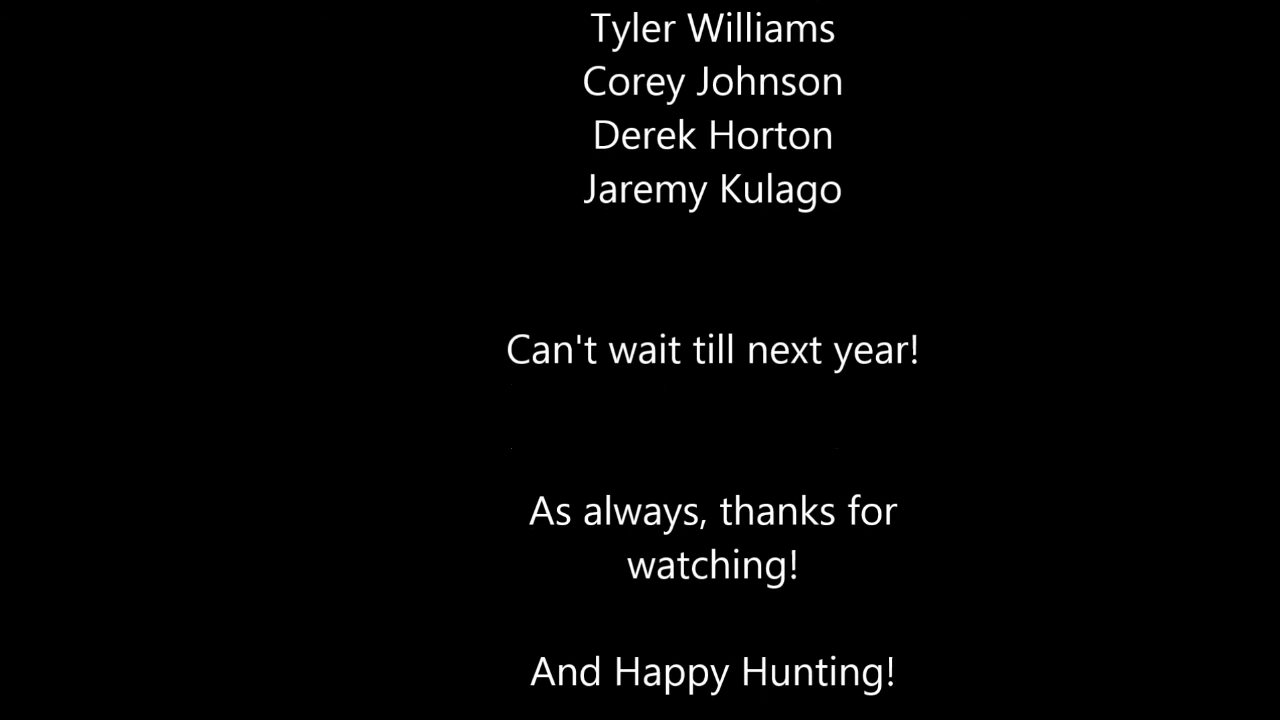 Tyler Williams
Corey Johnson
Derek Horton
Jaremy Kulago
Can't wait till next year!
As always, thanks for
watching!
And Happy Hunting!